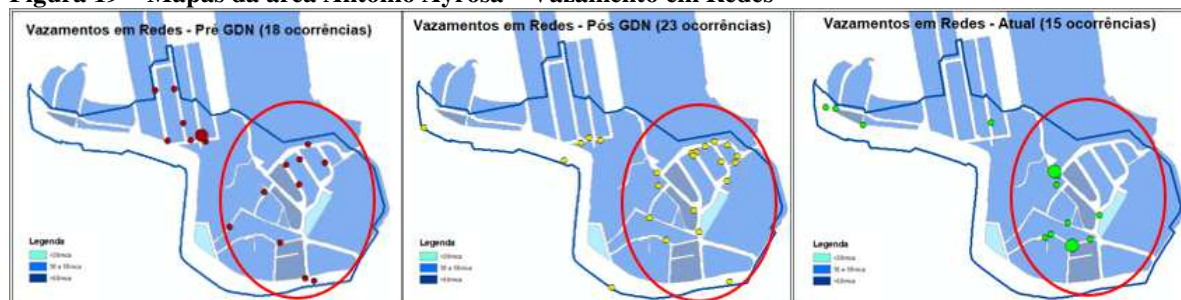 Figura 19 – Mapas da área Antonio Ayrosa – Vazamento em Redes
Vazamentos em Redes - Pré GDN (18 ocorrências)
Legenda
Vazamentos em Redes - Pós GDN (23 ocorrências)
Legenda
Vazamentos em Redes - Atual (15 ocorrências)
Legenda